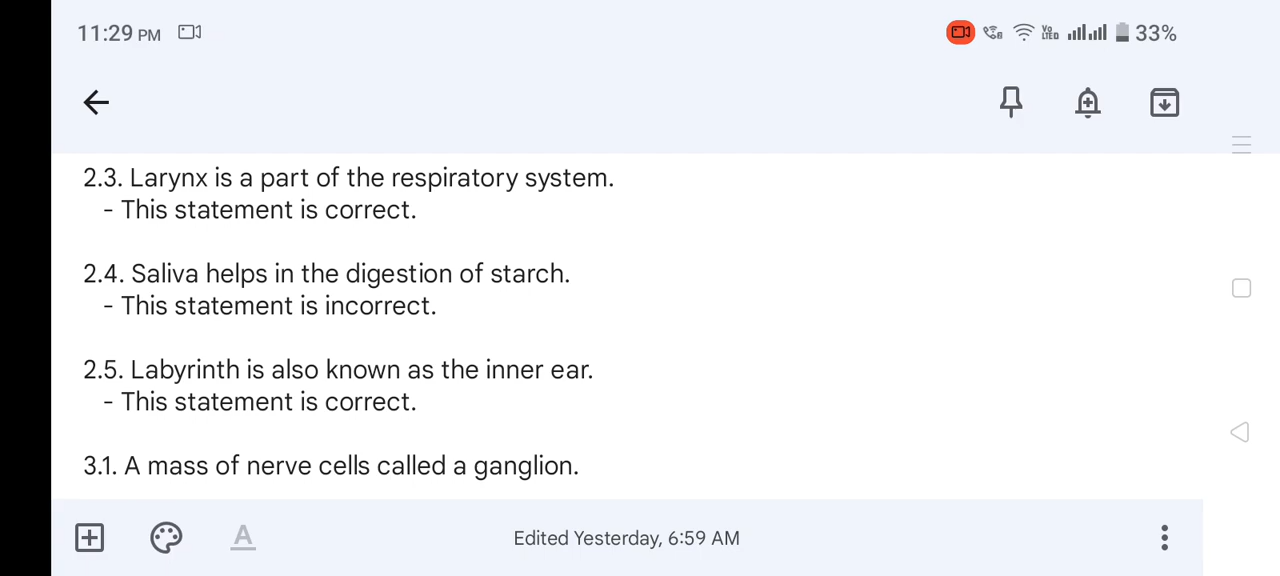 11:29 PM
Vo LTE 33%
2.3. Larynx is a part of the respiratory system.
- This statement is correct.
2.4. Saliva helps in the digestion of starch.
- This statement is incorrect.
2.5. Labyrinth is also known as the inner ear.
- This statement is correct.
3.1. A mass of nerve cells called a ganglion.
A
Edited Yesterday, 6:59 AM